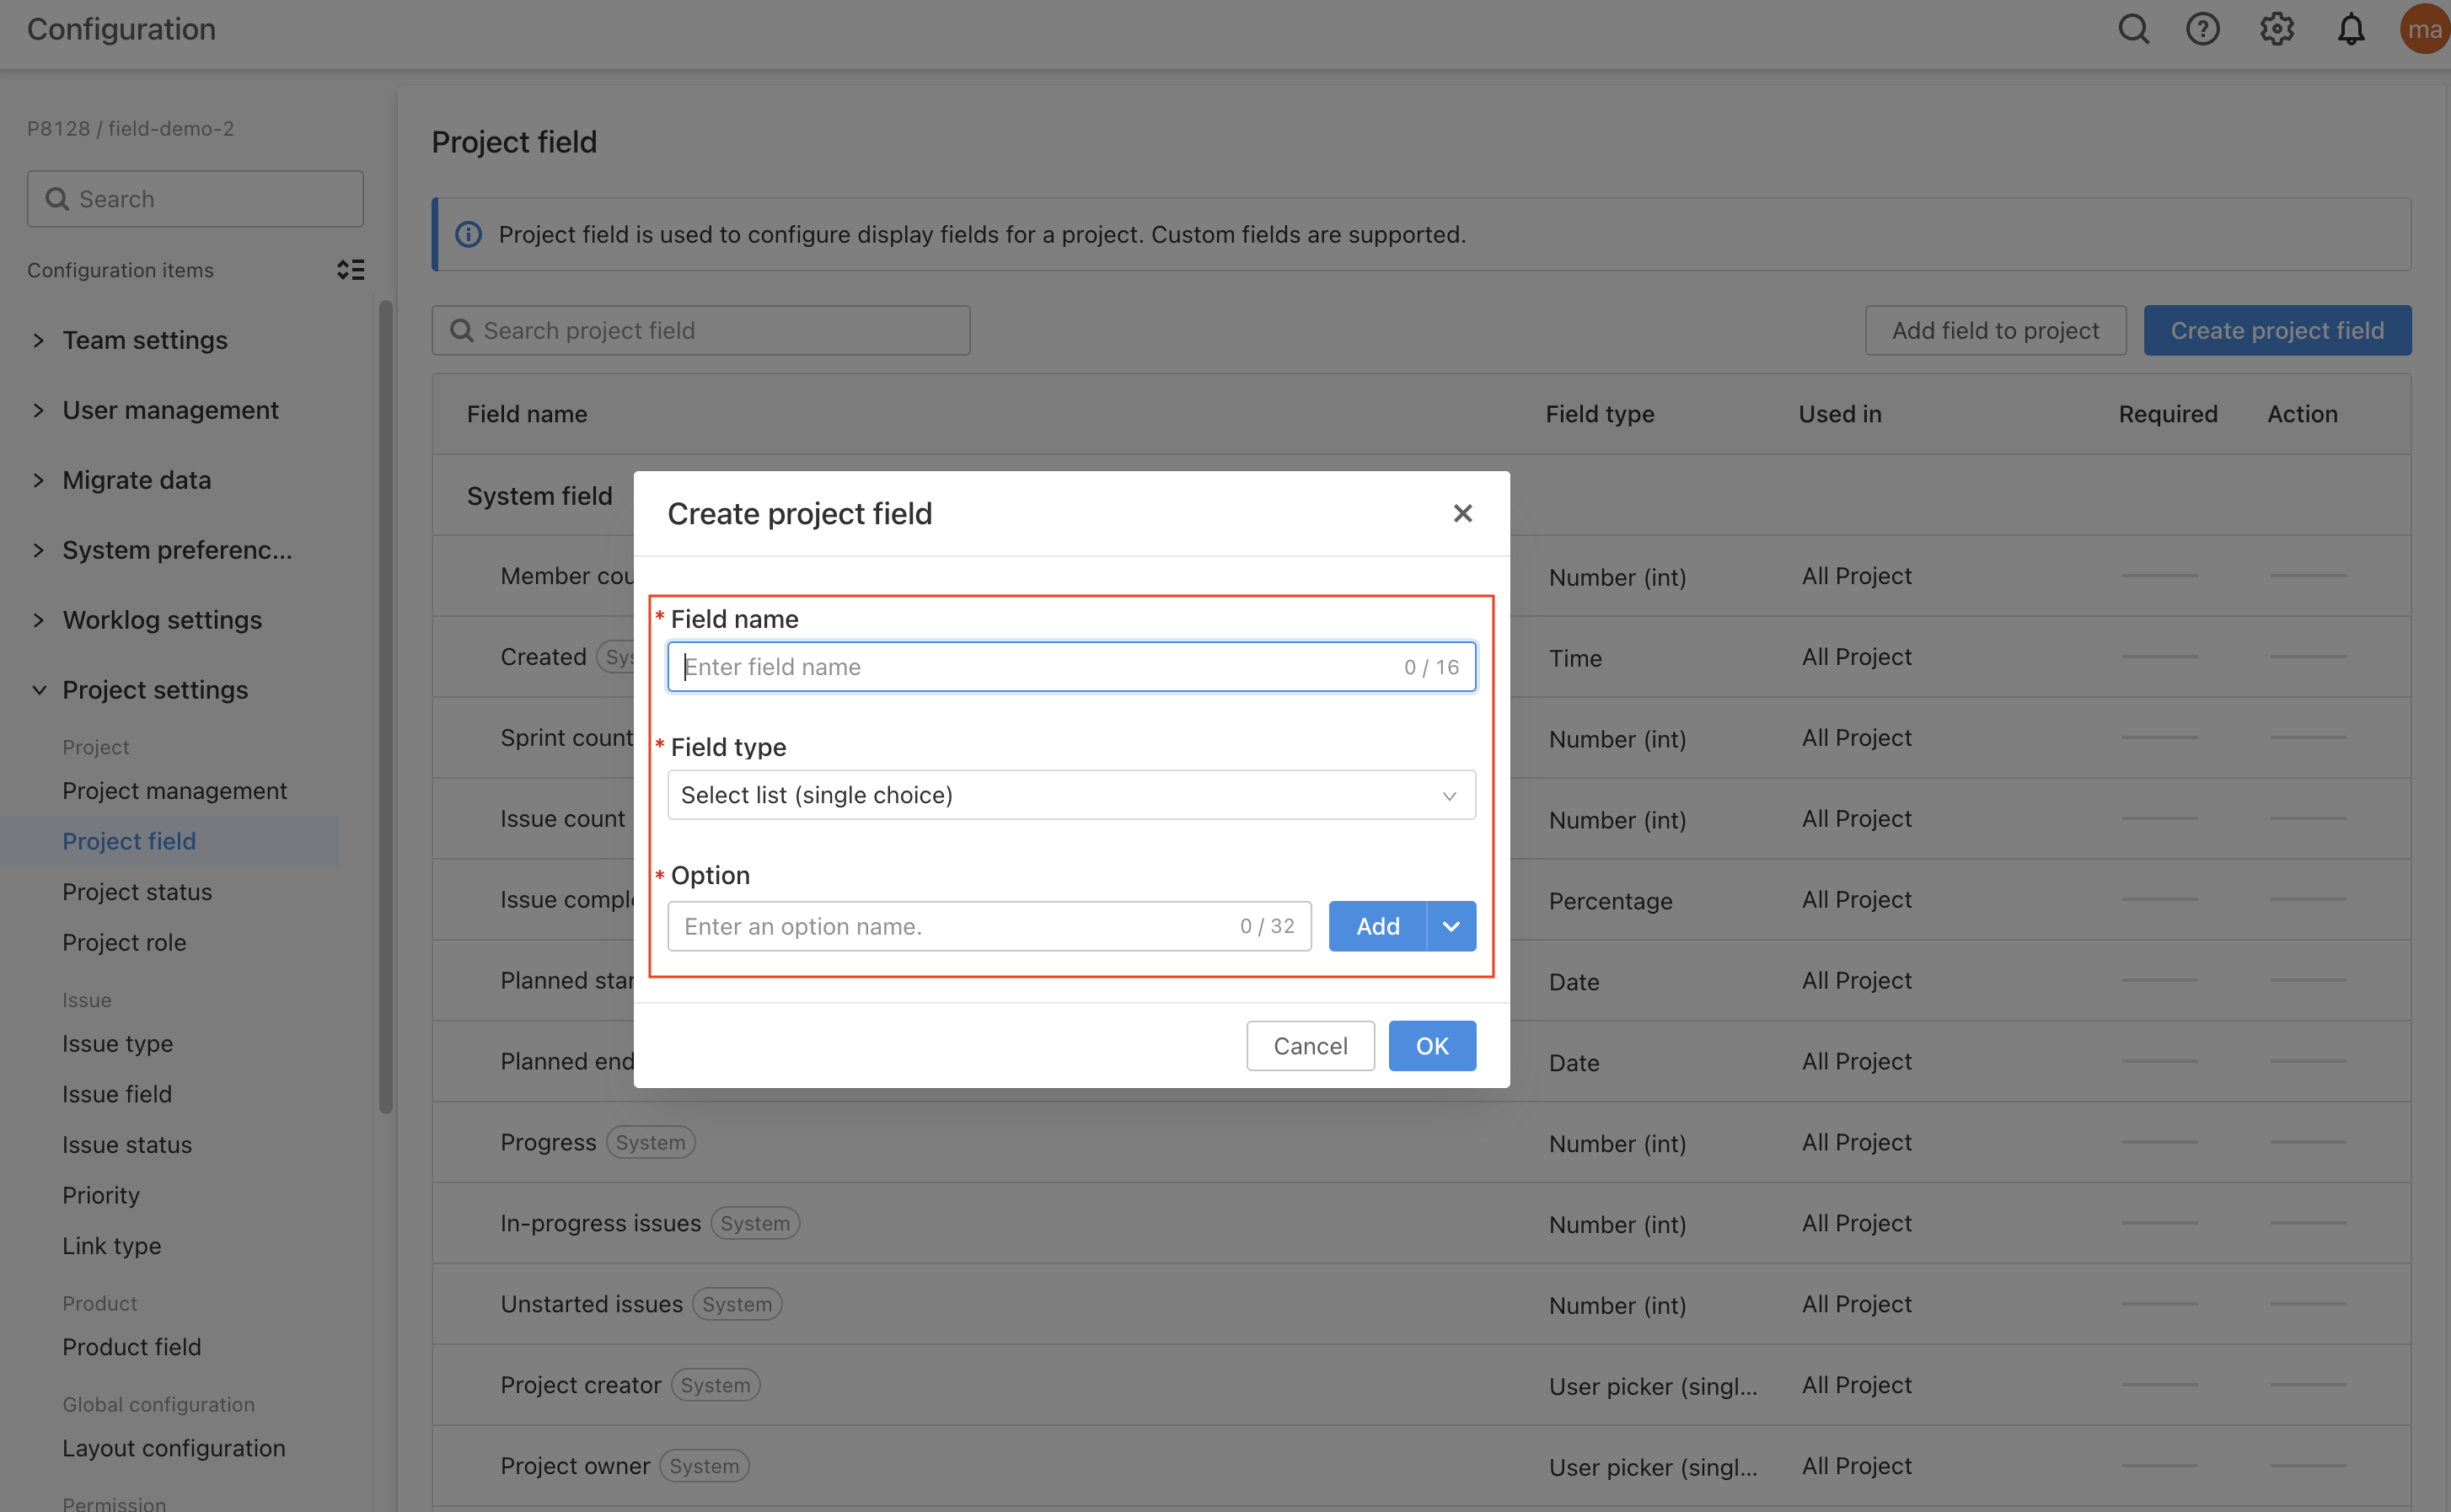 Configuration
ma
P8128 / field-demo-2
Search
Configuration items
Team settings
User management
Migrate data
System preferenc...
Worklog settings
Project settings
Project
Project management
Project field
Project status
Project role
Issue
Issue type
Issue field
Issue status
Priority
Link type
Product
Product field
Global configuration
Layout configuration
Permission
Project field
Project field is used to configure display fields for a project. Custom fields are supported.
Search project field
Add field to project
Create project field
Field name Field type Used in Required Action
System field
Member cou Number (int) All Project
Created Sys Time All Project
Sprint count Number (int) All Project
Issue count Number (int) All Project
Issue comple Percentage All Project
Planned star Date All Project
Planned end Date All Project
Progress System Number (int) All Project
In-progress issues System Number (int) All Project
Unstarted issues System Number (int) All Project
Project creator System User picker (singl... All Project
Project owner System User picker (singl... All Project
Create project field
* Field name
Enter field name 0 / 16
* Field type
Select list (single choice)
* Option
Enter an option name. 0 / 32 Add
Cancel OK